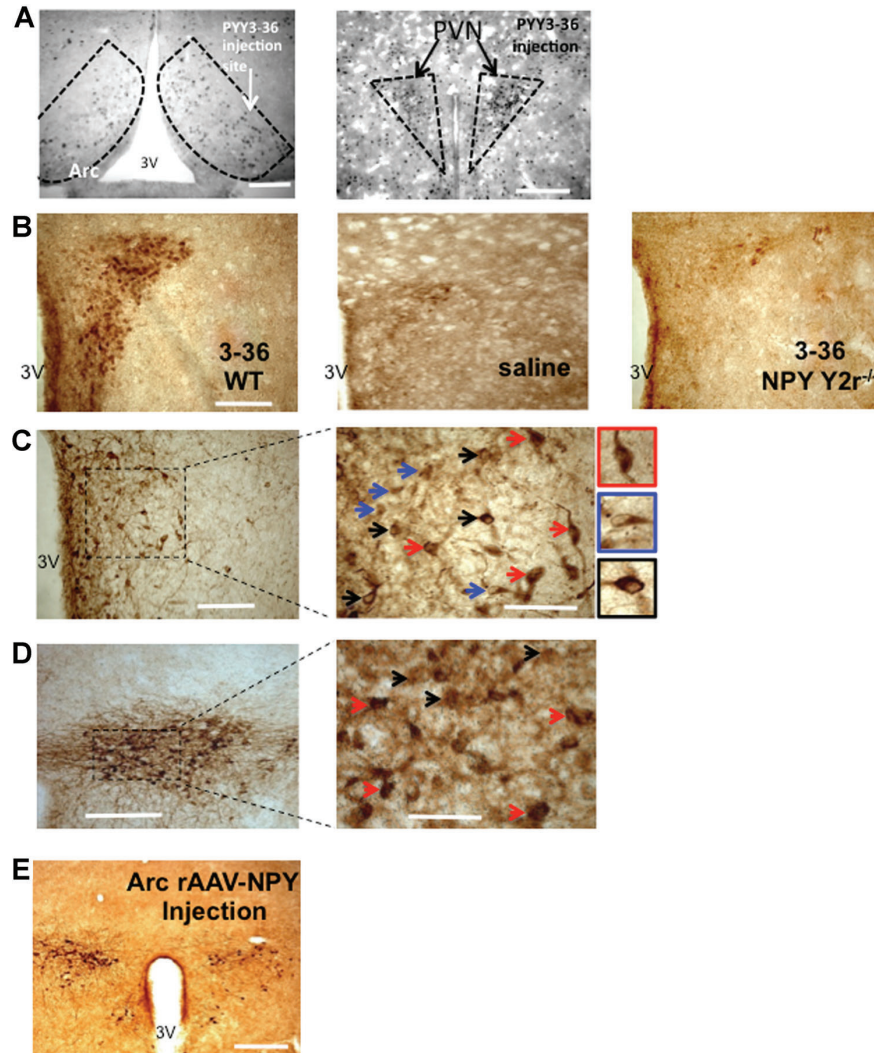 A
PYY3-36
injection
site
Arc
3V
PVN
PYY3-36
injection
B
3V
3-36
WT
3V
saline
3V
3-36
NPY Y2r-/-
C
3V
D
E
Arc rAAV-NPY
Injection
3V